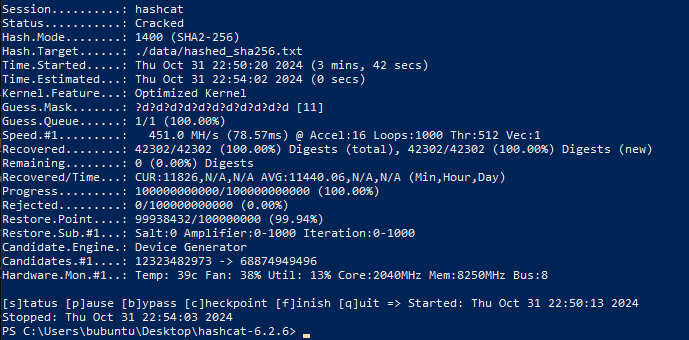 Session..........: hashcat
Status...........: Cracked
Hash.Mode........: 1400 (SHA2-256)
Hash.Target......: ./data/hashed_sha256.txt
Time.Started.....: Thu Oct 31 22:50:20 2024 (3 mins, 42 secs)
Time.Estimated...: Thu Oct 31 22:54:02 2024 (0 secs)
Kernel.Feature...: Optimized Kernel
Guess.Mask.......: ?d?d?d?d?d?d?d?d?d?d?d [11]
Guess.Queue......: 1/1 (100.00%)
Speed.#1.........:   451.0 MH/s (78.57ms) @ Accel:16 Loops:1000 Thr:512 Vec:1
Recovered........: 42302/42302 (100.00%) Digests (total), 42302/42302 (100.00%) Digests (new)
Remaining........: 0 (0.00%) Digests
Recovered/Time...: CUR:11826,N/A,N/A AVG:11440.06,N/A,N/A (Min,Hour,Day)
Progress.........: 100000000000/100000000000 (100.00%)
Rejected.........: 0/100000000000 (0.00%)
Restore.Point....: 99938432/100000000 (99.94%)
Restore.Sub.#1...: Salt:0 Amplifier:0-1000 Iteration:0-1000
Candidate.Engine.: Device Generator
Candidates.#1....: 12323482973 -> 68874949496
Hardware.Mon.#1..: Temp: 39c Fan: 38% Util: 13% Core:2040MHz Mem:8250MHz Bus:8
[s]tatus [p]ause [b]ypass [c]heckpoint [f]inish [q]uit => Started: Thu Oct 31 22:50:13 2024
Stopped: Thu Oct 31 22:54:03 2024
PS C:\Users\bubuntu\Desktop\hashcat-6.2.6>